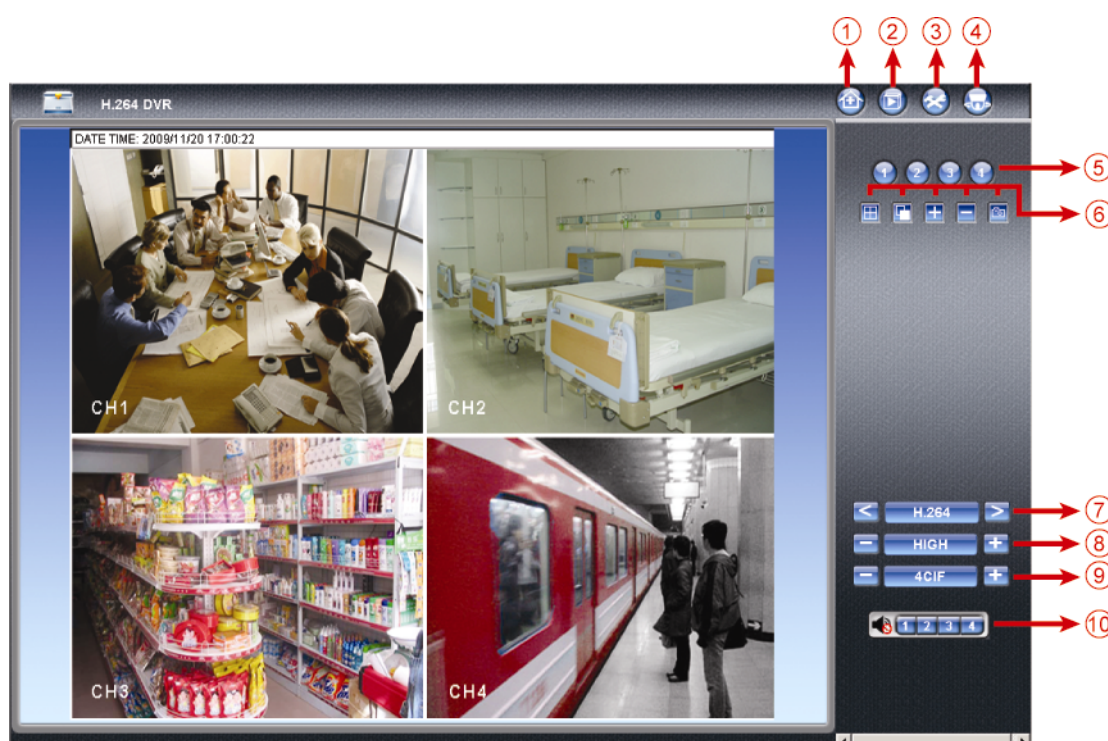 1 2 3 4
H.264 DVR
DATE TIME: 2009/11/20 17:00:22
CH1
CH2
CH3
CH4
1 2 3 4
5
6
< H.264 >
7
- HIGH +
8
- 4CIF +
9
1 2 3 4
10